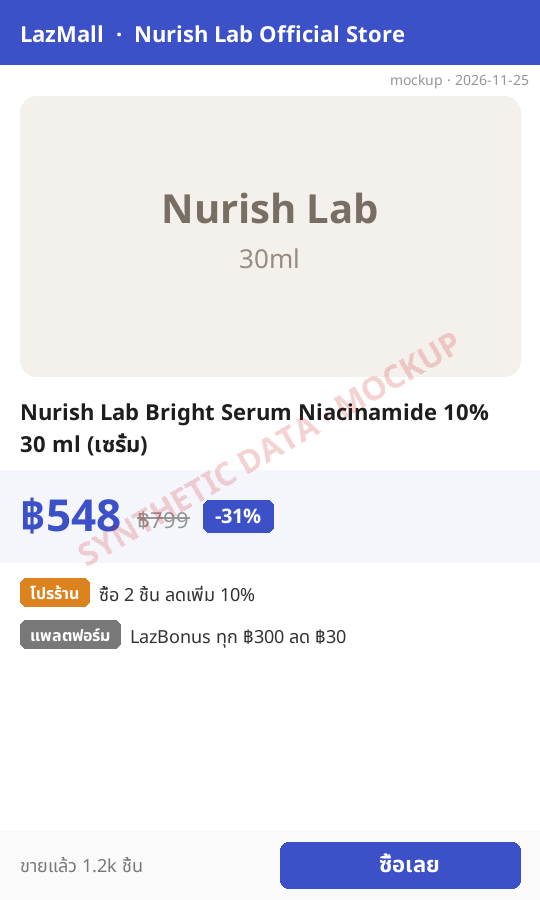 LazMall · Nurish Lab Official Store
mockup · 2026-11-25
Nurish Lab
30ml
SYNTHETIC DATA · MOCKUP
Nurish Lab Bright Serum Niacinamide 10%
30 ml (เซรั่ม)
฿548 ฿799 -31%
โปรร้าน ซื้อ 2 ชิ้น ลดเพิ่ม 10%
แพลตฟอร์ม LazBonus ทุก ฿300 ลด ฿30
ขายแล้ว 1.2k ชิ้น ซื้อเลย